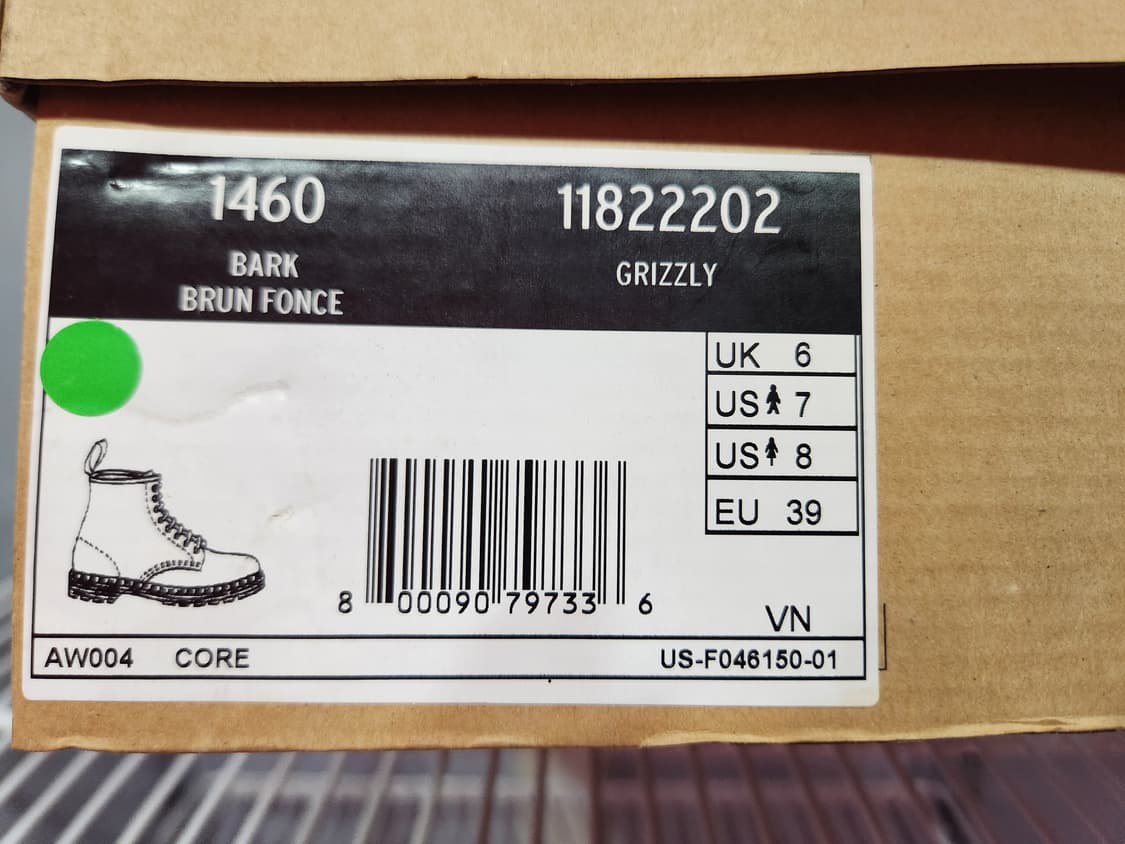 1460 11822202
BARK GRIZZLY
BRUN FONCE
UK 6
US 7
US 8
EU 39
8 00090 79733 6
VN
AW004 CORE US-F046150-01